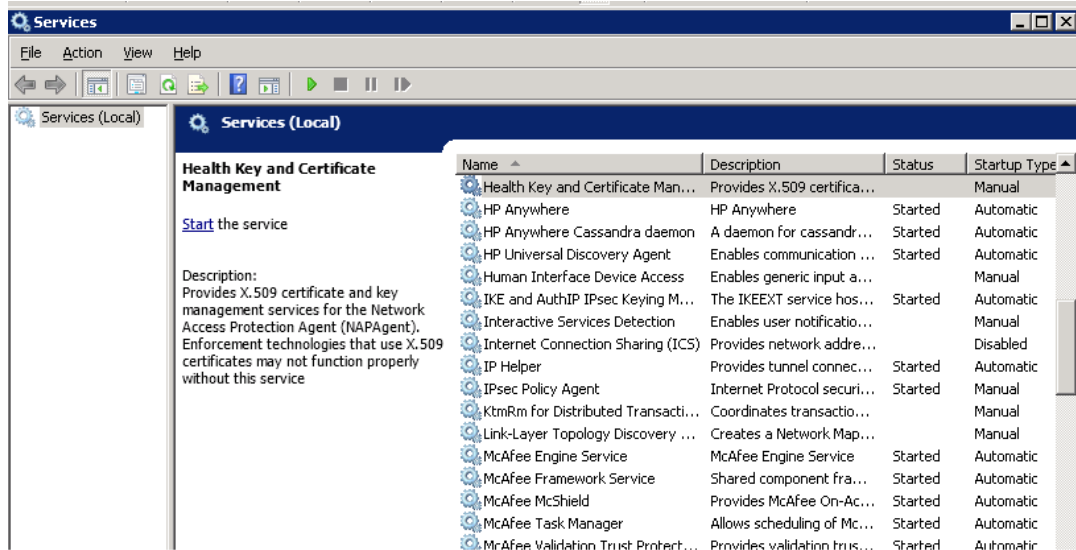 Services
File Action View Help
Services (Local)
Services (Local)
Health Key and Certificate
Management
Start the service
Description:
Provides X.509 certificate and key
management services for the Network
Access Protection Agent (NAPAgent).
Enforcement technologies that use X.509
certificates may not function properly
without this service
Name Description Status Startup Type
Health Key and Certificate Man... Provides X.509 certifica... Manual
HP Anywhere HP Anywhere Started Automatic
HP Anywhere Cassandra daemon A daemon for cassandr... Started Automatic
HP Universal Discovery Agent Enables communication ... Started Automatic
Human Interface Device Access Enables generic input a... Manual
IKE and AuthIP IPsec Keying M... The IKEEXT service hos... Started Automatic
Interactive Services Detection Enables user notificatio... Manual
Internet Connection Sharing (ICS) Provides network addre... Disabled
IP Helper Provides tunnel connec... Started Automatic
IPsec Policy Agent Internet Protocol securi... Started Manual
KtmRm for Distributed Transacti... Coordinates transactio... Manual
Link-Layer Topology Discovery ... Creates a Network Map... Manual
McAfee Engine Service McAfee Engine Service Started Automatic
McAfee Framework Service Shared component fra... Started Automatic
McAfee McShield Provides McAfee On-Ac... Started Automatic
McAfee Task Manager Allows scheduling of Mc... Started Automatic
McAfee Validation Trust Protect... Provides validation trus... Started Automatic